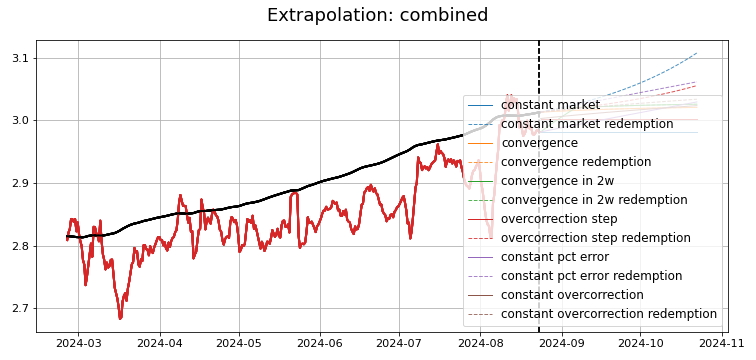 Extrapolation: combined
3.1
3.0
2.9
2.8
2.7
constant market
constant market redemption
convergence
convergence redemption
convergence in 2w
convergence in 2w redemption
overcorrection step
overcorrection step redemption
constant pct error
constant pct error redemption
constant overcorrection
constant overcorrection redemption
2024-03 2024-04 2024-05 2024-06 2024-07 2024-08 2024-09 2024-10 2024-11